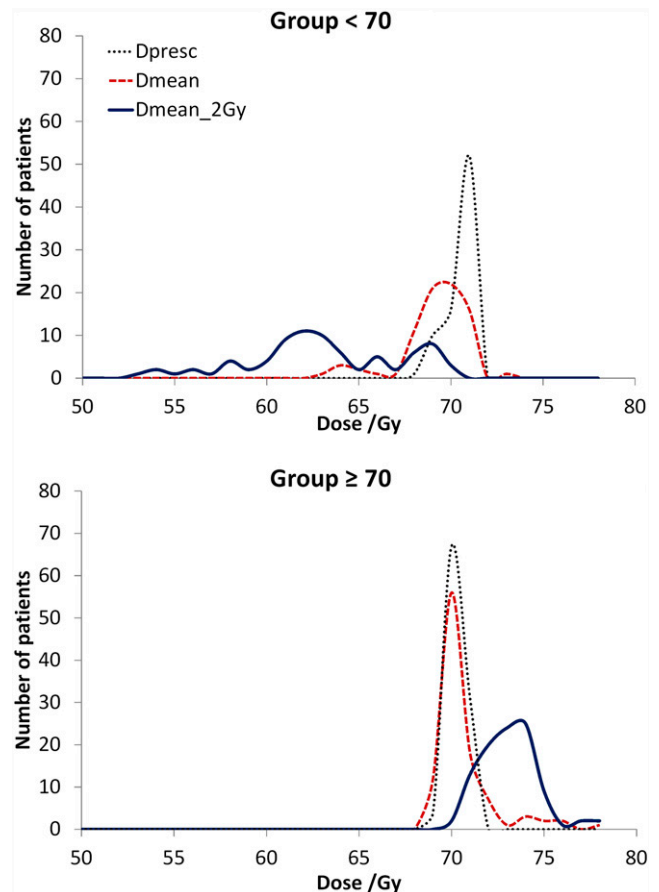 Group < 70
80
70
60
50
40
30
20
10
0
Number of patients
Dpresc
Dmean
Dmean_2Gy
50 55 60 65 70 75 80
Dose /Gy
Group ≥ 70
80
70
60
50
40
30
20
10
0
Number of patients
50 55 60 65 70 75 80
Dose /Gy